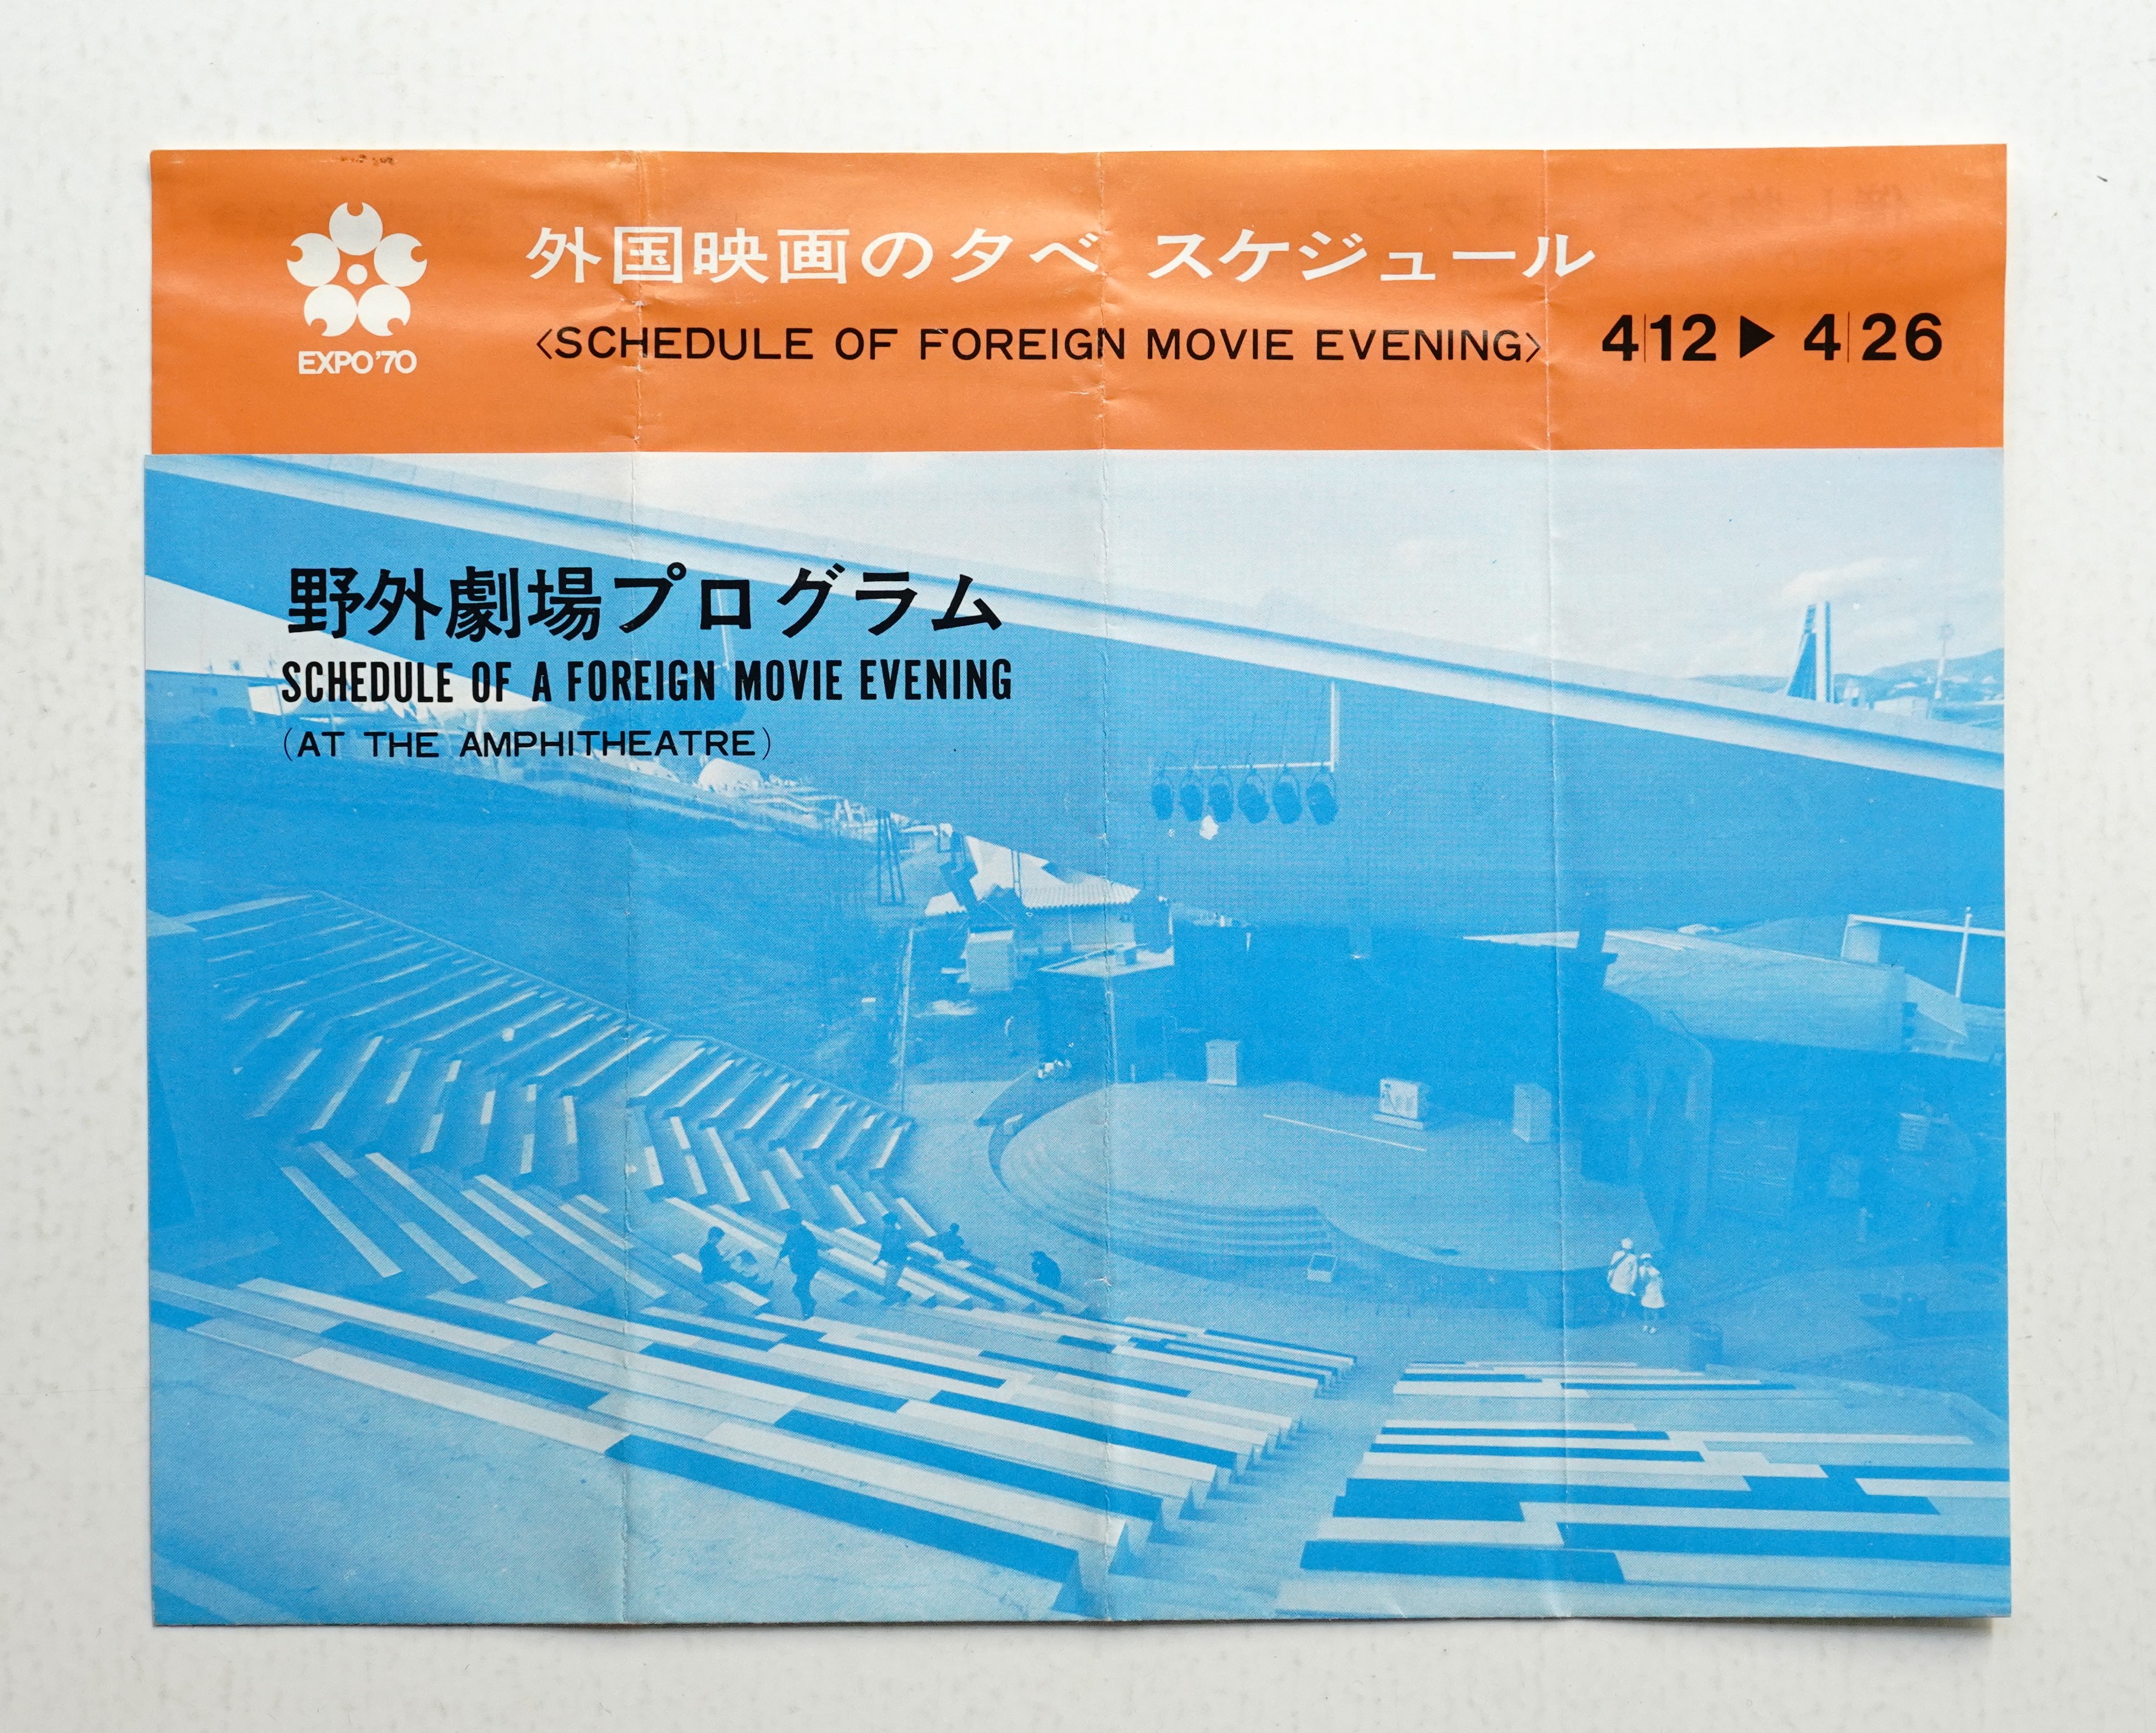 外国映画の夕べ スケジュール
<SCHEDULE OF FOREIGN MOVIE EVENING> 4|12 ▶ 4|26
EXPO'70
野外劇場プログラム
SCHEDULE OF A FOREIGN MOVIE EVENING
(AT THE AMPHITHEATRE)